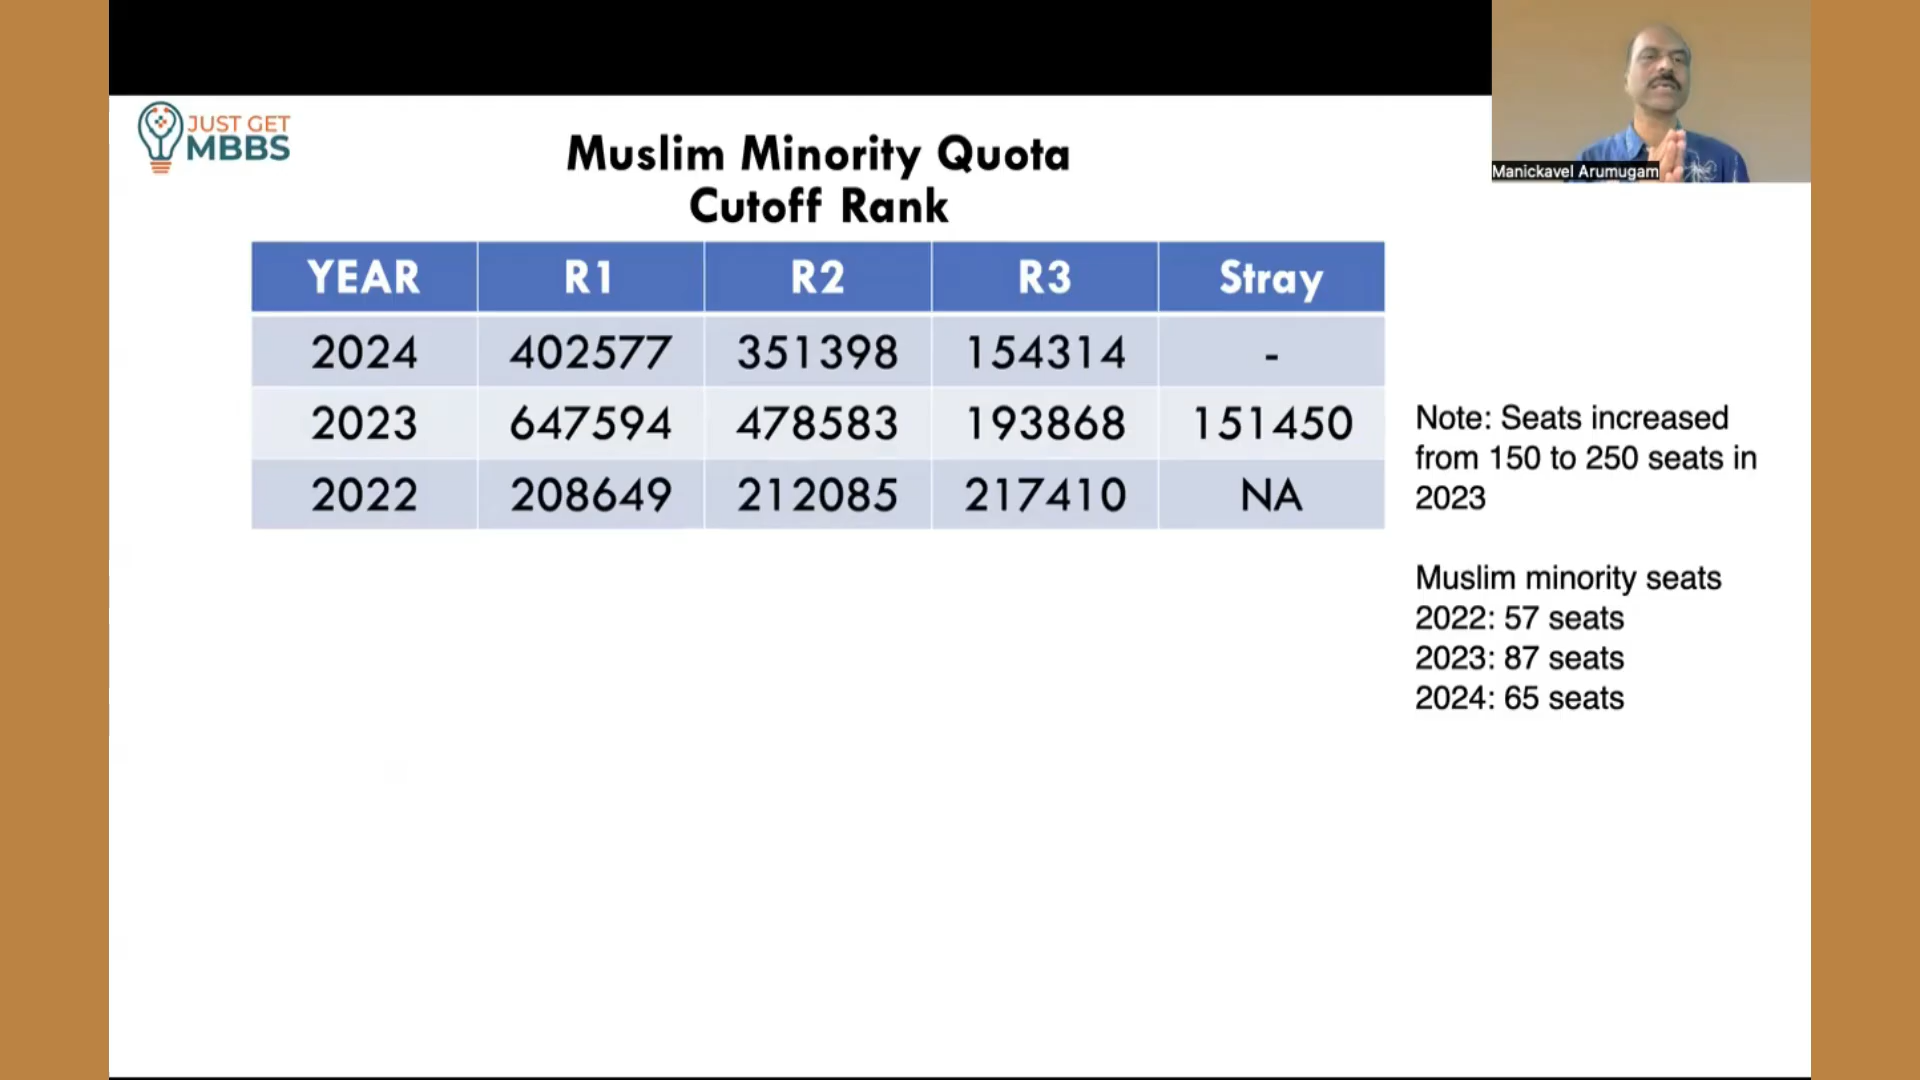 JUST GET
MBBS
Muslim Minority Quota
Cutoff Rank
Manickavel Arumugam
YEAR R1 R2 R3 Stray
2024 402577 351398 154314 -
2023 647594 478583 193868 151450
2022 208649 212085 217410 NA
Note: Seats increased
from 150 to 250 seats in
2023
Muslim minority seats
2022: 57 seats
2023: 87 seats
2024: 65 seats